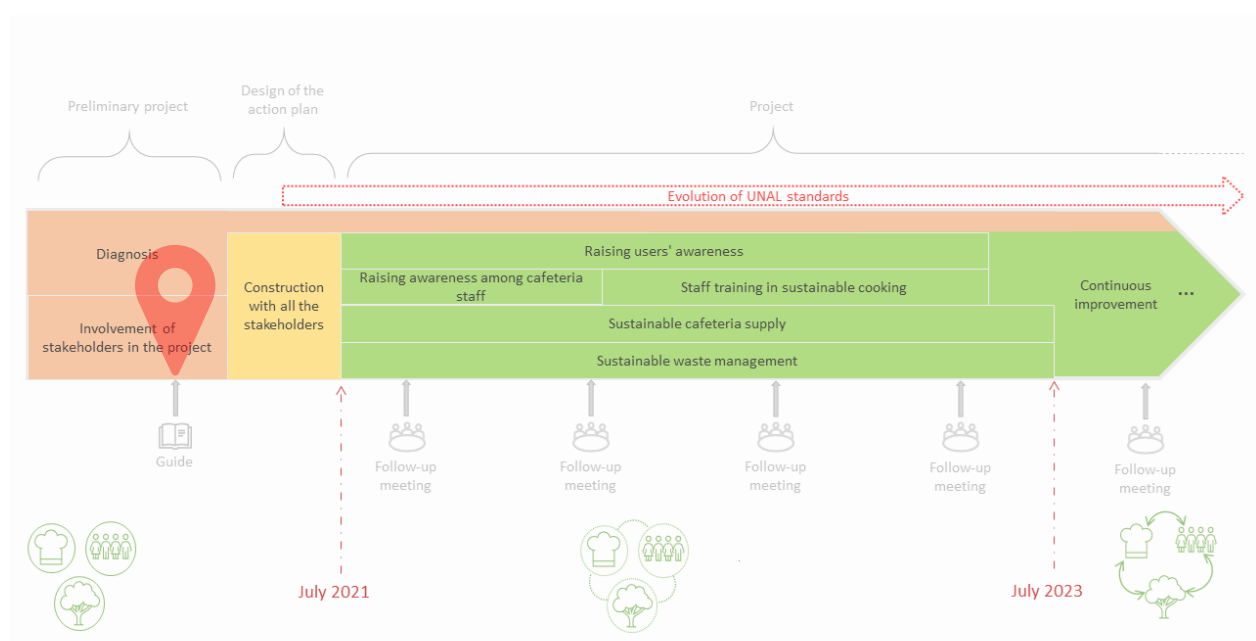 Preliminary project
Design of the
action plan
Project
Evolution of UNAL standards
Diagnosis
Involvement of
stakeholders in the project
Construction
with all the
stakeholders
Raising users' awareness
Raising awareness among cafeteria
staff
Staff training in sustainable cooking
Sustainable cafeteria supply
Sustainable waste management
Continuous
improvement
...
Guide
Follow-up
meeting
Follow-up
meeting
Follow-up
meeting
Follow-up
meeting
Follow-up
meeting
July 2021
July 2023